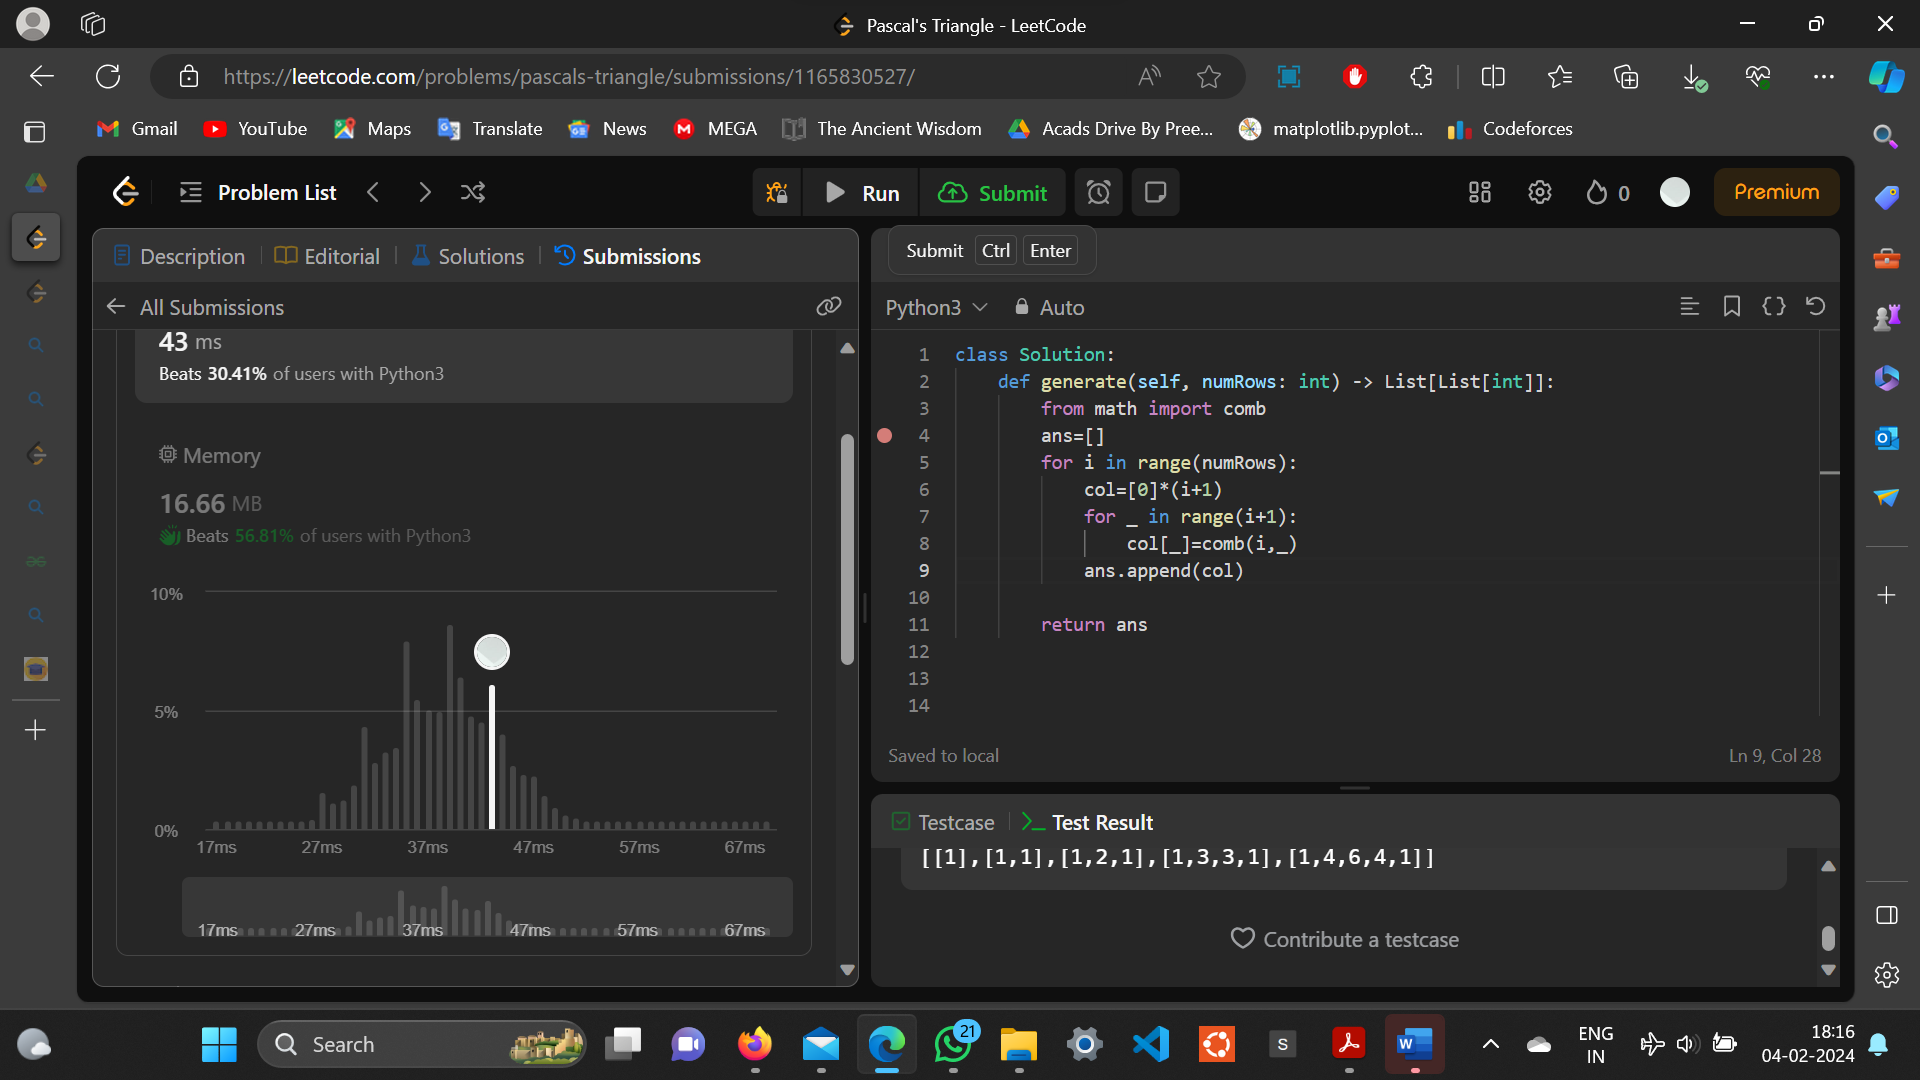 Pascal's Triangle - LeetCode
https://leetcode.com/problems/pascals-triangle/submissions/1165830527/
Gmail YouTube Maps Translate News MEGA The Ancient Wisdom Acads Drive By Pree... matplotlib.pyplot... Codeforces
Problem List Run Submit 0 Premium
Description Editorial Solutions Submissions
All Submissions
43 ms
Beats 30.41% of users with Python3
Memory
16.66 MB
Beats 56.81% of users with Python3
10%
5%
0%
17ms 27ms 37ms 47ms 57ms 67ms
17ms 27ms 37ms 47ms 57ms 67ms
Submit Ctrl Enter
Python3 Auto
1 class Solution:
2 def generate(self, numRows: int) -> List[List[int]]:
3 from math import comb
4 ans=[]
5 for i in range(numRows):
6 col=[0]*(i+1)
7 for _ in range(i+1):
8 col[_]=comb(i,_)
9 ans.append(col)
10
11 return ans
12
13
14
Saved to local Ln 9, Col 28
Testcase Test Result
[[1],[1,1],[1,2,1],[1,3,3,1],[1,4,6,4,1]]
Contribute a testcase
Search 21 S W ENG 18:16
IN 04-02-2024